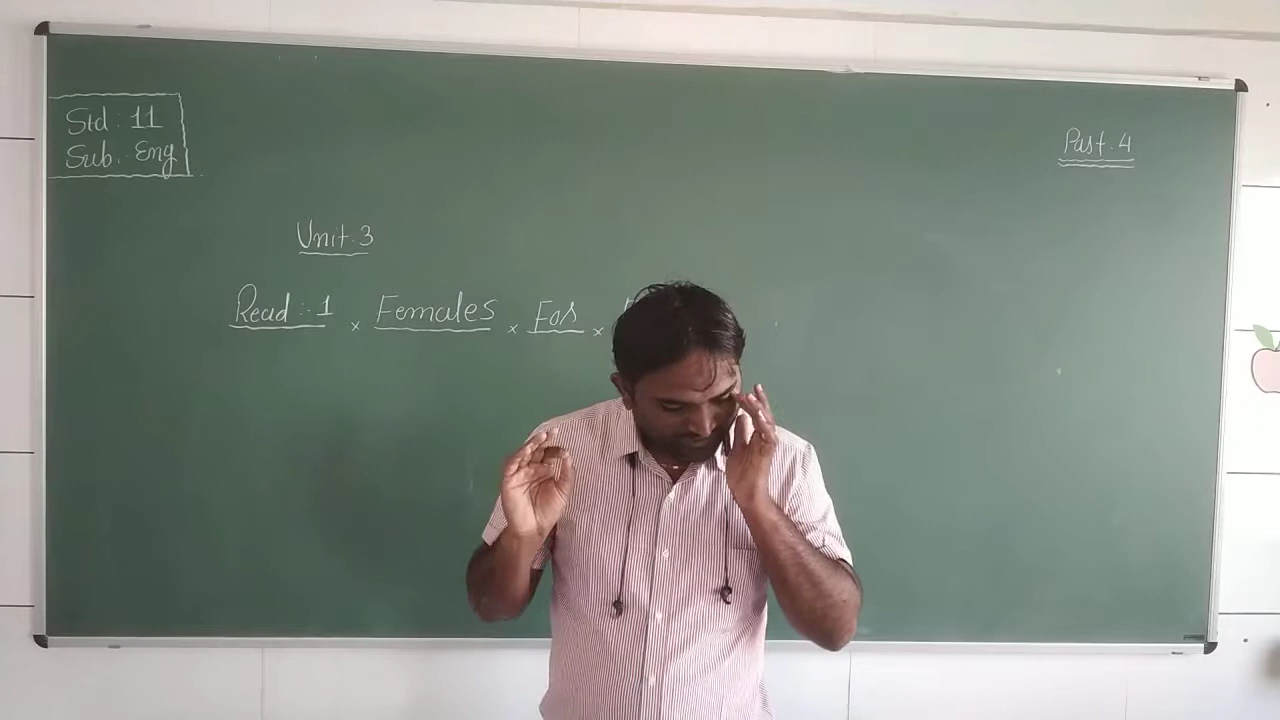 Std : 11
Sub. Eng
Part. 4
Unit. 3
Read :- 1 × Females × For ×